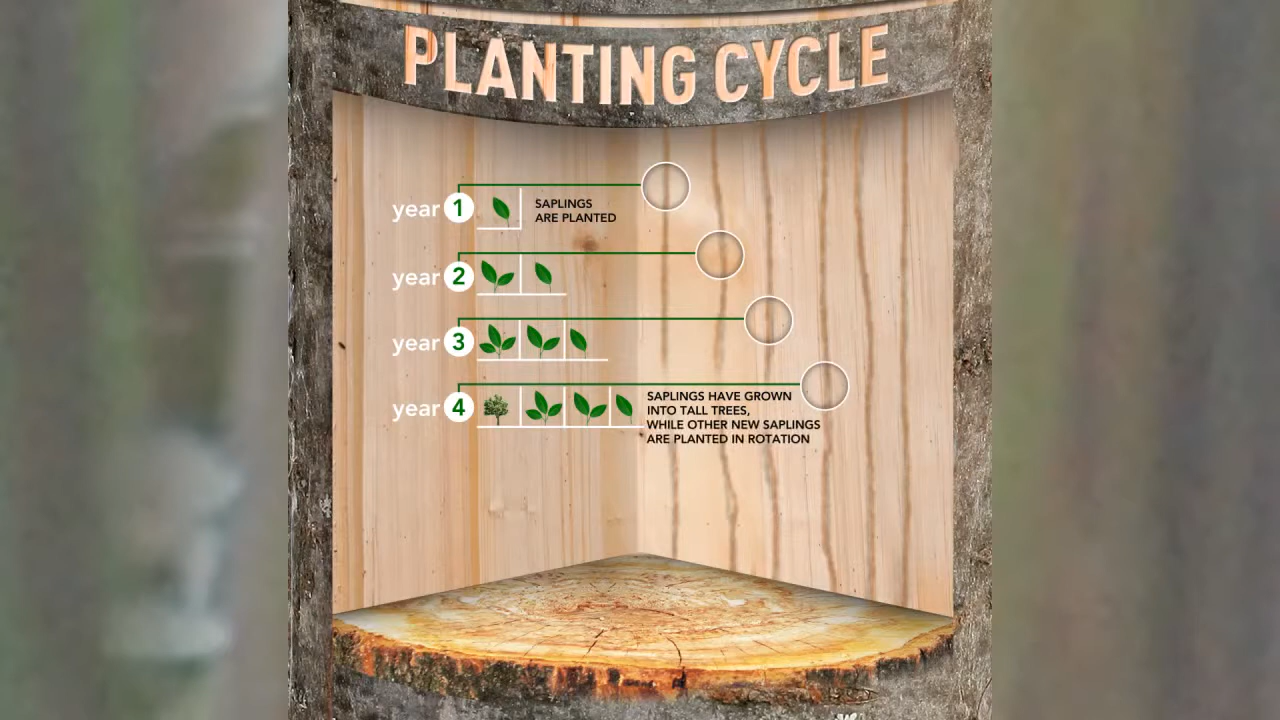 PLANTING CYCLE
year 1
SAPLINGS
ARE PLANTED
year 2
year 3
year 4
SAPLINGS HAVE GROWN
INTO TALL TREES,
WHILE OTHER NEW SAPLINGS
ARE PLANTED IN ROTATION